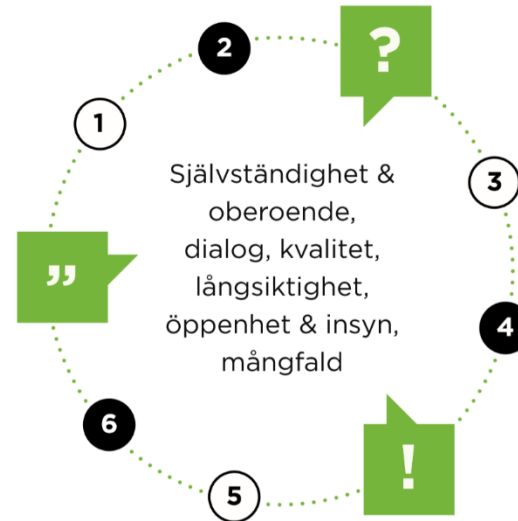 2
?
1
3
Självständighet &
oberoende,
dialog, kvalitet,
långsiktighet,
öppenhet & insyn,
mångfald
”
4
6
!
5